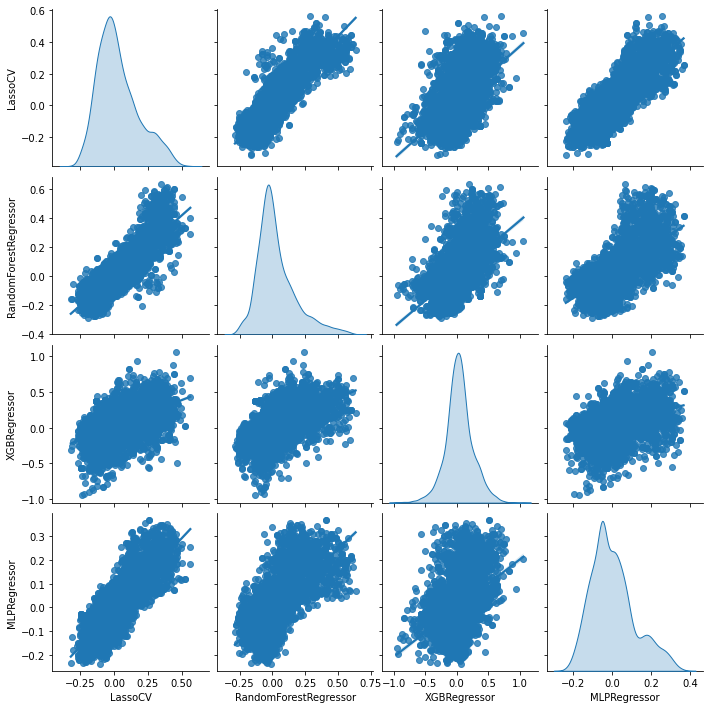 0.6
0.4
0.2
0.0
−0.2
LassoCV
0.6
0.4
0.2
0.0
−0.2
−0.4
RandomForestRegressor
1.0
0.5
0.0
−0.5
−1.0
XGBRegressor
0.3
0.2
0.1
0.0
−0.1
−0.2
MLPRegressor
−0.25 0.00 0.25 0.50
−0.25 0.00 0.25 0.50 0.75
−1.0 −0.5 0.0 0.5 1.0
−0.2 0.0 0.2 0.4
LassoCV RandomForestRegressor XGBRegressor MLPRegressor